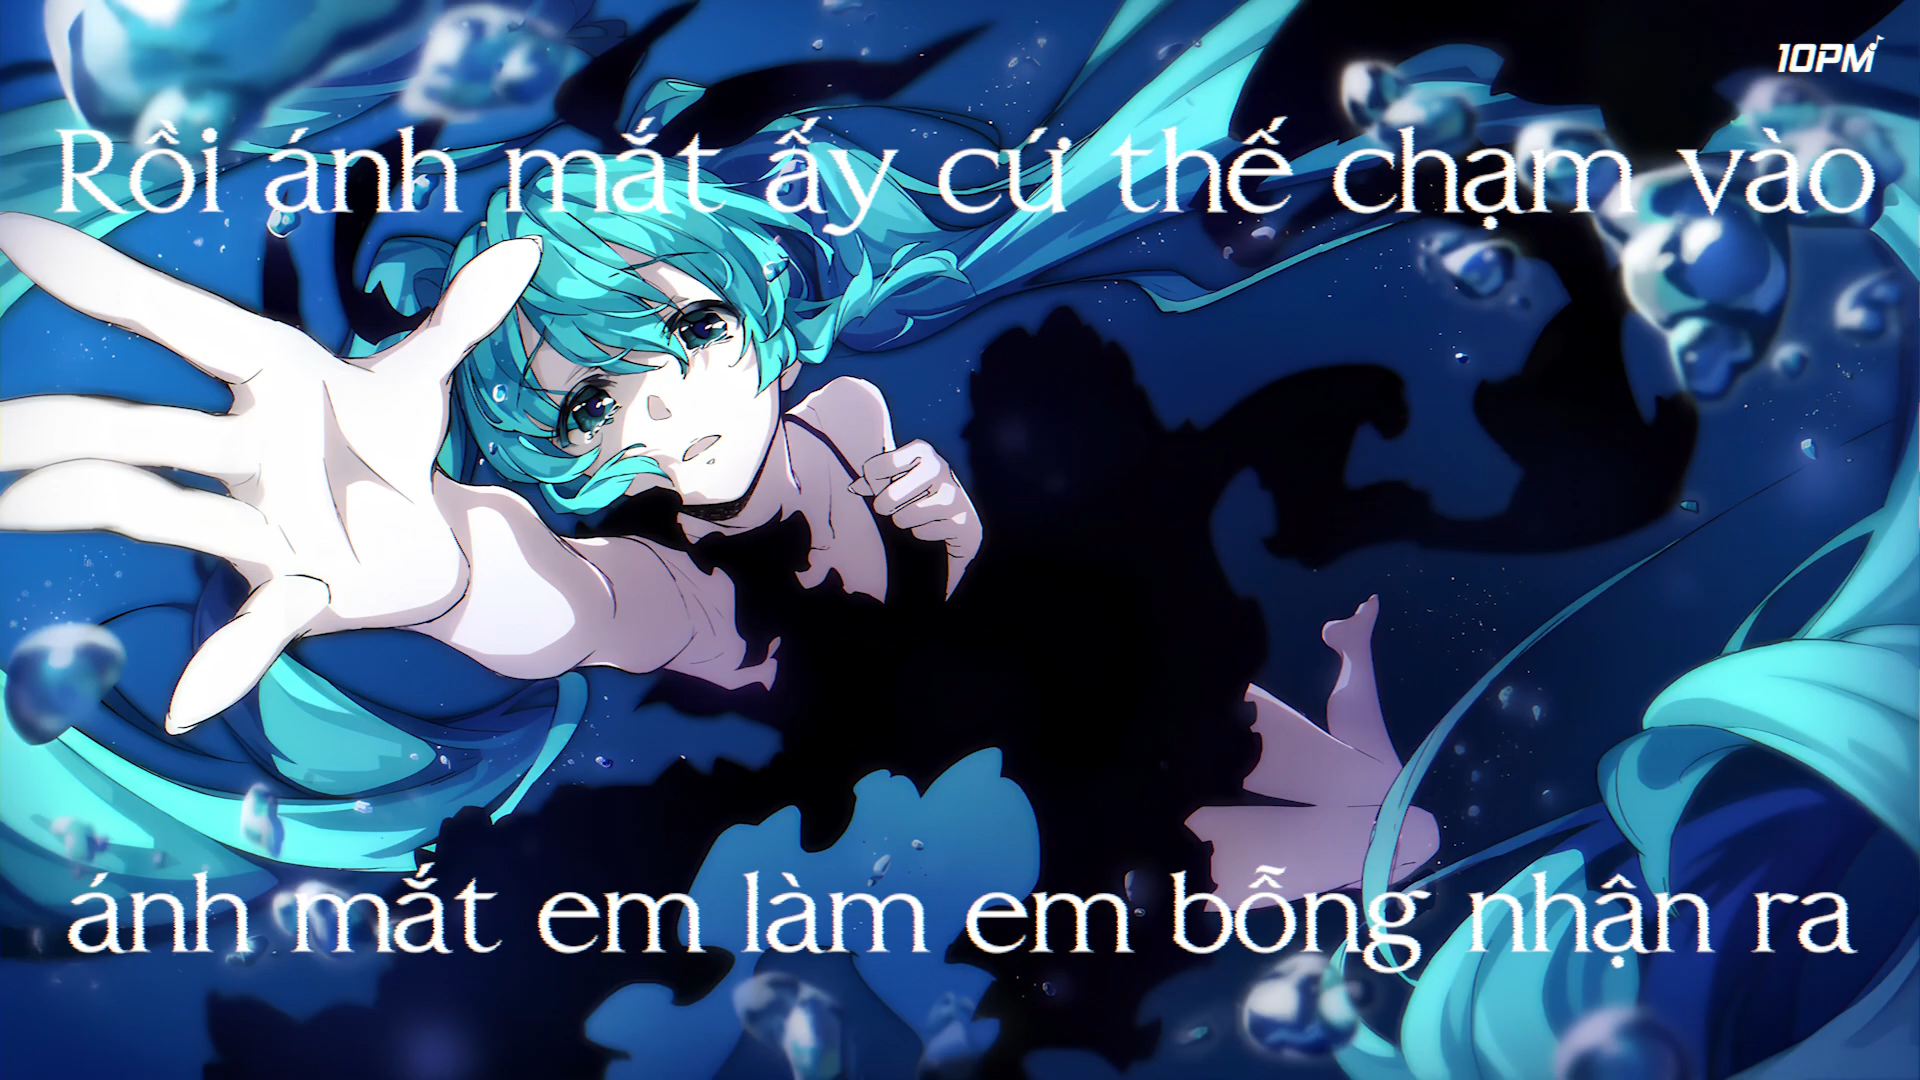 10PM
Rồi ánh mắt ấy cứ thế chạm vào
ánh mắt em làm em bỗng nhận ra